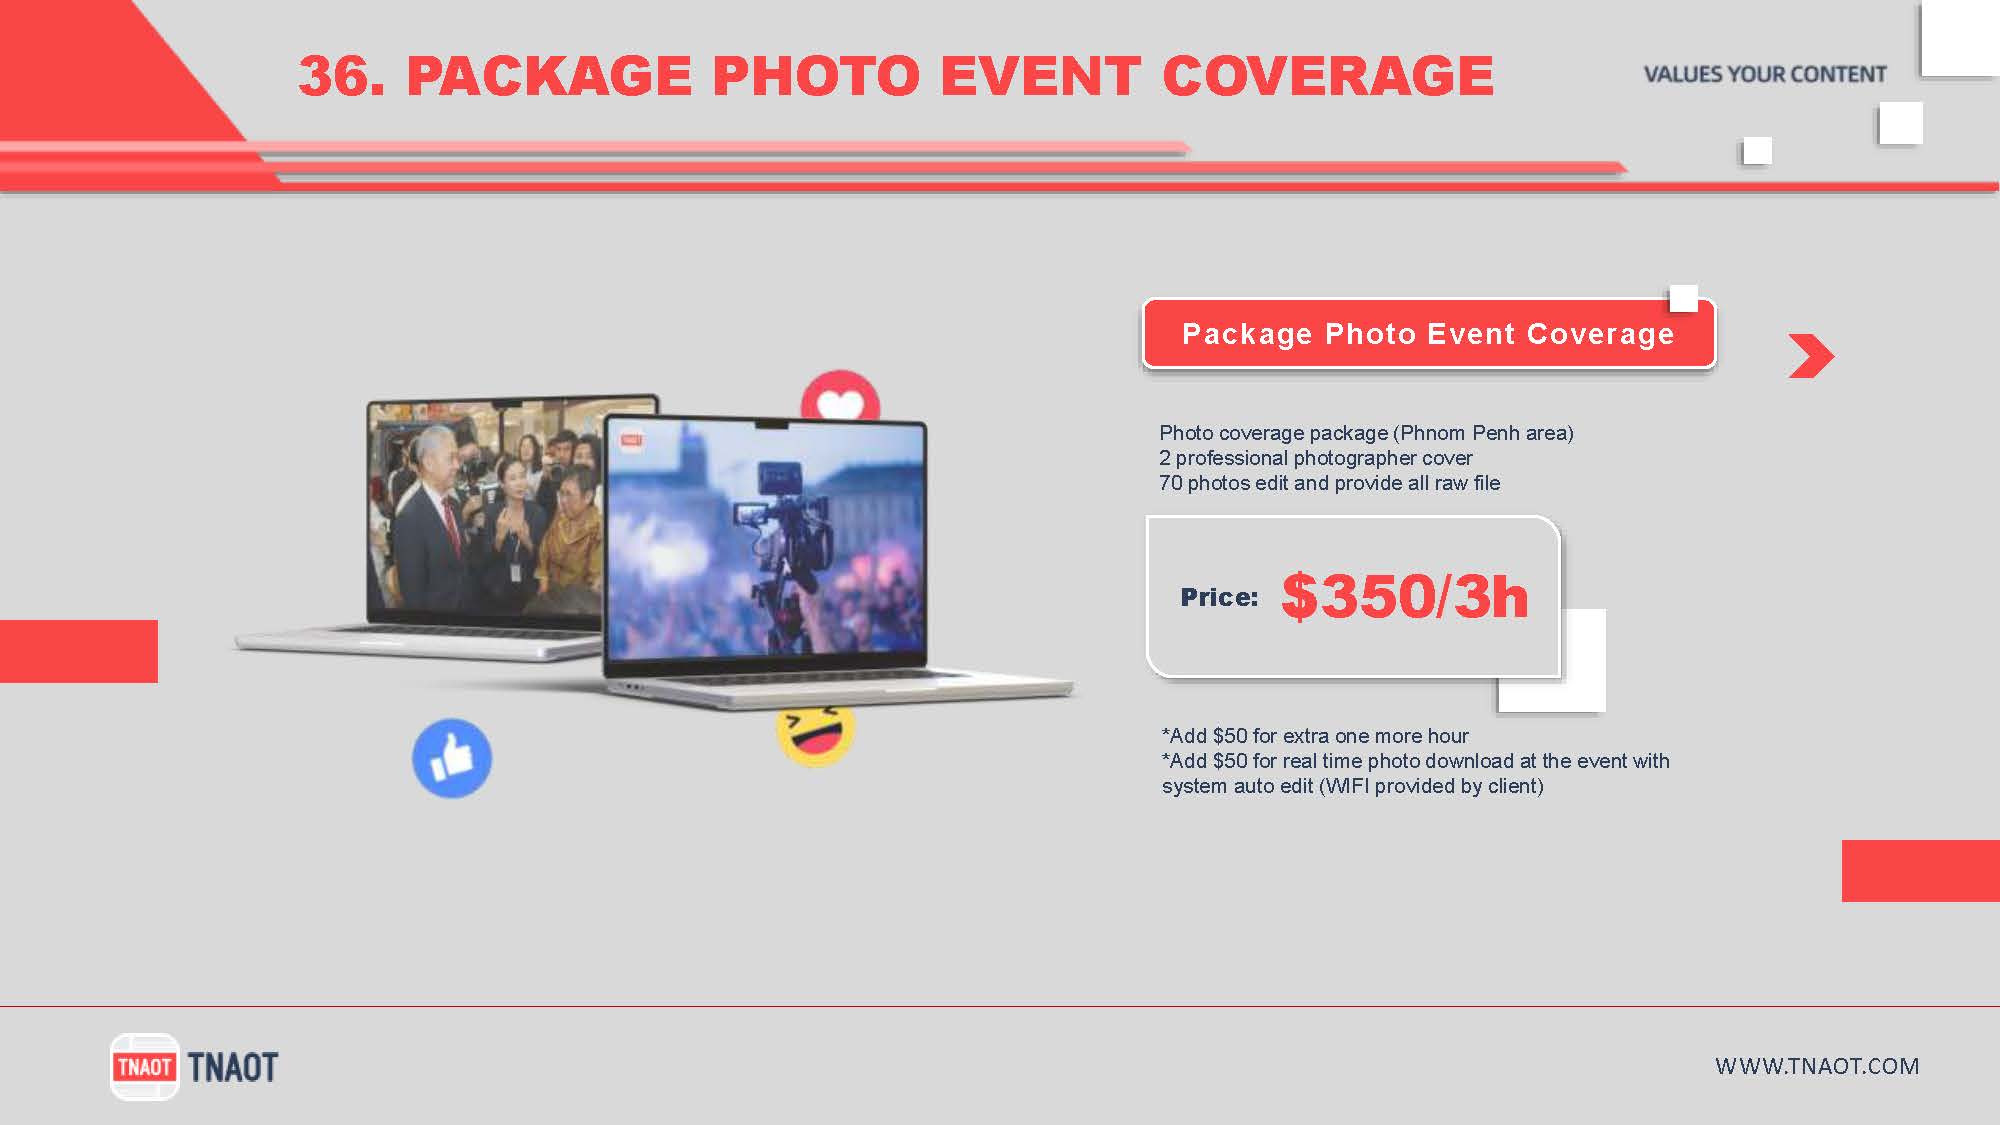 36. PACKAGE PHOTO EVENT COVERAGE
VALUES YOUR CONTENT
Package Photo Event Coverage
Photo coverage package (Phnom Penh area)
2 professional photographer cover
70 photos edit and provide all raw file
Price: $350/3h
*Add $50 for extra one more hour
*Add $50 for real time photo download at the event with
system auto edit (WIFI provided by client)
TNAOT
TNAOT TNAOT
WWW.TNAOT.COM